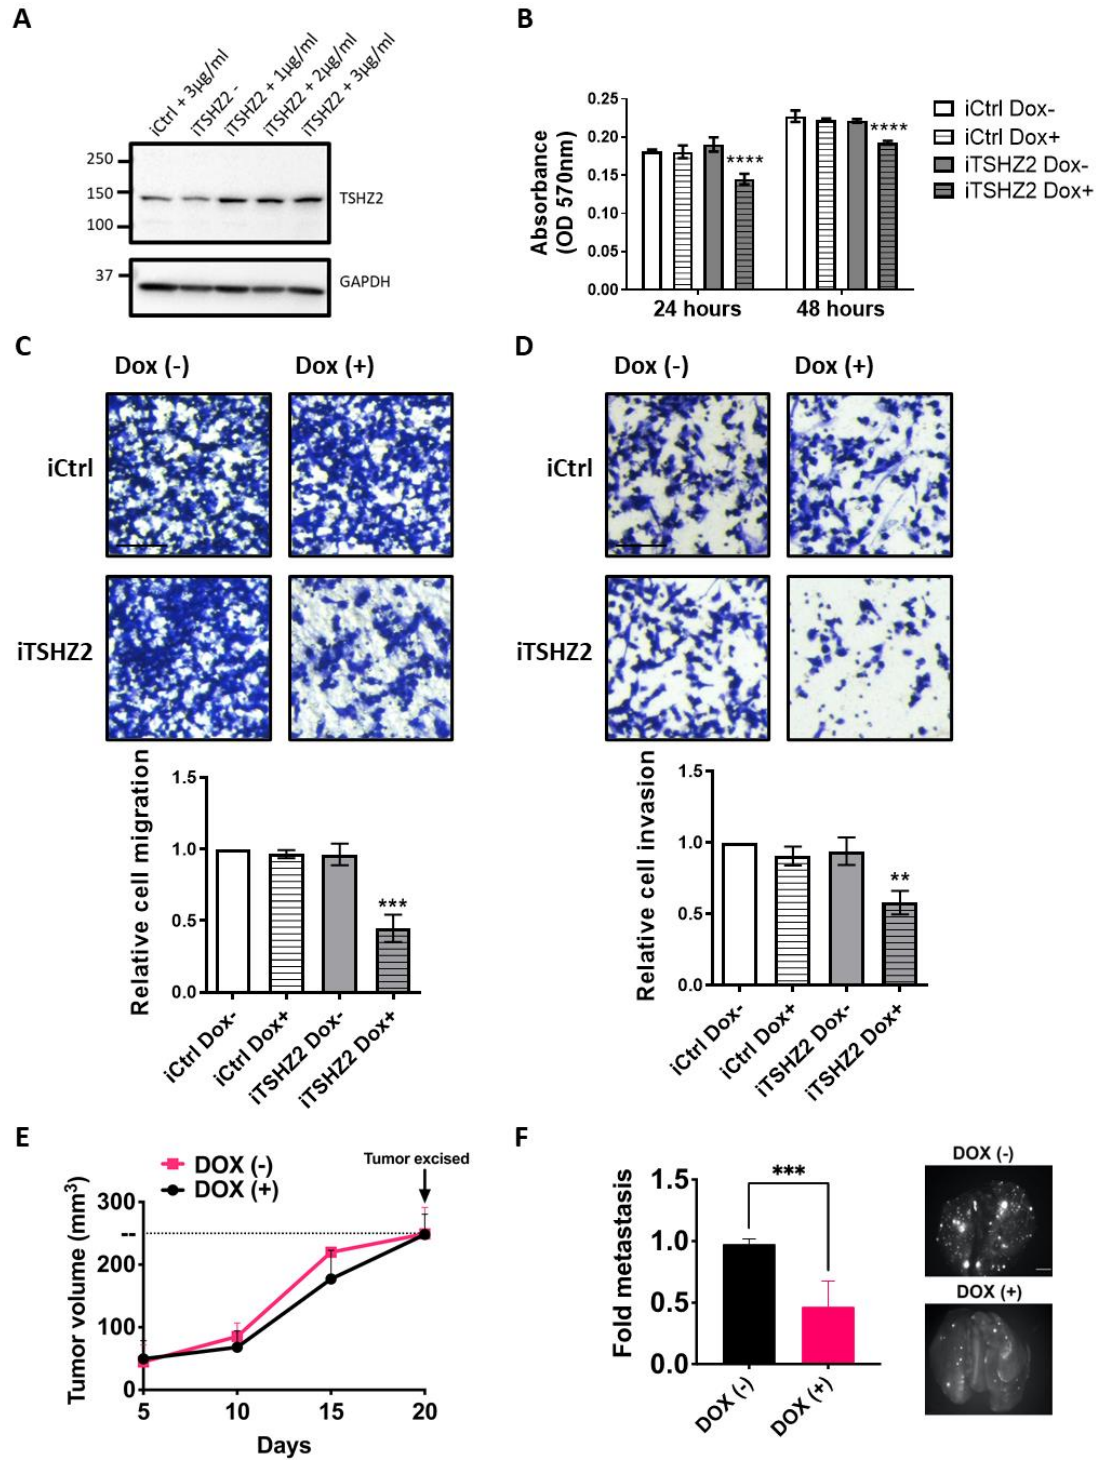 A
iCtrl + 3µg/ml
iTSHZ2 -
iTSHZ2 + 1µg/ml
iTSHZ2 + 2µg/ml
iTSHZ2 + 3µg/ml
250
150
100
TSHZ2
37
GAPDH
B
Absorbance
(OD 570nm)
0.25
0.20
0.15
0.10
0.05
0.00
****
****
24 hours
48 hours
iCtrl Dox-
iCtrl Dox+
iTSHZ2 Dox-
iTSHZ2 Dox+
C
Dox (-)
Dox (+)
iCtrl
iTSHZ2
Relative cell migration
1.5
1.0
0.5
0.0
***
iCtrl Dox-
iCtrl Dox+
iTSHZ2 Dox-
iTSHZ2 Dox+
D
Dox (-)
Dox (+)
iCtrl
iTSHZ2
Relative cell invasion
1.5
1.0
0.5
0.0
**
iCtrl Dox-
iCtrl Dox+
iTSHZ2 Dox-
iTSHZ2 Dox+
E
DOX (-)
DOX (+)
Tumor excised
Tumor volume (mm3)
300
--
200
100
0
5
10
15
20
Days
F
Fold metastasis
1.5
1.0
0.5
0.0
***
DOX (-)
DOX (+)
DOX (-)
DOX (+)